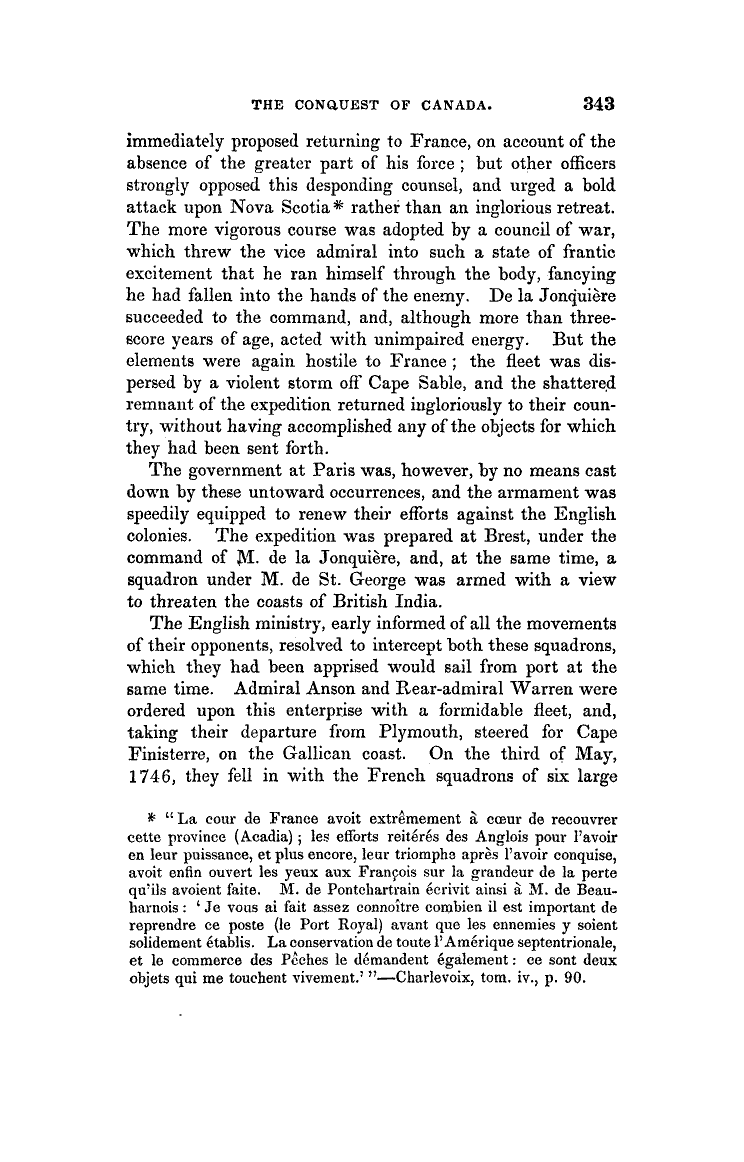 THE CONQUEST OF CANADA. 343
immediately proposed returning to France, on account of the
absence of the greater part of his force ; but other officers
strongly opposed this desponding counsel, and urged a bold
attack upon Nova Scotia* rather than an inglorious retreat.
The more vigorous course was adopted by a council of war,
which threw the vice admiral into such a state of frantic
excitement that he ran himself through the body, fancying
he had fallen into the hands of the enemy. De la Jonquière
succeeded to the command, and, although more than three-
score years of age, acted with unimpaired energy. But the
elements were again hostile to France ; the fleet was dis-
persed by a violent storm off Cape Sable, and the shattered
remnant of the expedition returned ingloriously to their coun-
try, without having accomplished any of the objects for which
they had been sent forth.
The government at Paris was, however, by no means cast
down by these untoward occurrences, and the armament was
speedily equipped to renew their efforts against the English
colonies. The expedition was prepared at Brest, under the
command of M. de la Jonquière, and, at the same time, a
squadron under M. de St. George was armed with a view
to threaten the coasts of British India.
The English ministry, early informed of all the movements
of their opponents, resolved to intercept both these squadrons,
which they had been apprised would sail from port at the
same time. Admiral Anson and Rear-admiral Warren were
ordered upon this enterprise with a formidable fleet, and,
taking their departure from Plymouth, steered for Cape
Finisterre, on the Gallican coast. On the third of May,
1746, they fell in with the French squadrons of six large
* "La cour de France avoit extrêmement à cœur de recouvrer
cette province (Acadia) ; les efforts reitérés des Anglois pour l'avoir
en leur puissance, et plus encore, leur triomphe après l'avoir conquise,
avoit enfin ouvert les yeux aux François sur la grandeur de la perte
qu'ils avoient faite. M. de Pontchartrain écrivit ainsi à M. de Beau-
harnois : 'Je vous ai fait assez connoître combien il est important de
reprendre ce poste (le Port Royal) avant que les ennemies y soient
solidement établis. La conservation de toute l'Amérique septentrionale,
et le commerce des Pêches le démandent également : ce sont deux
objets qui me touchent vivement.' "—Charlevoix, tom. iv., p. 90.